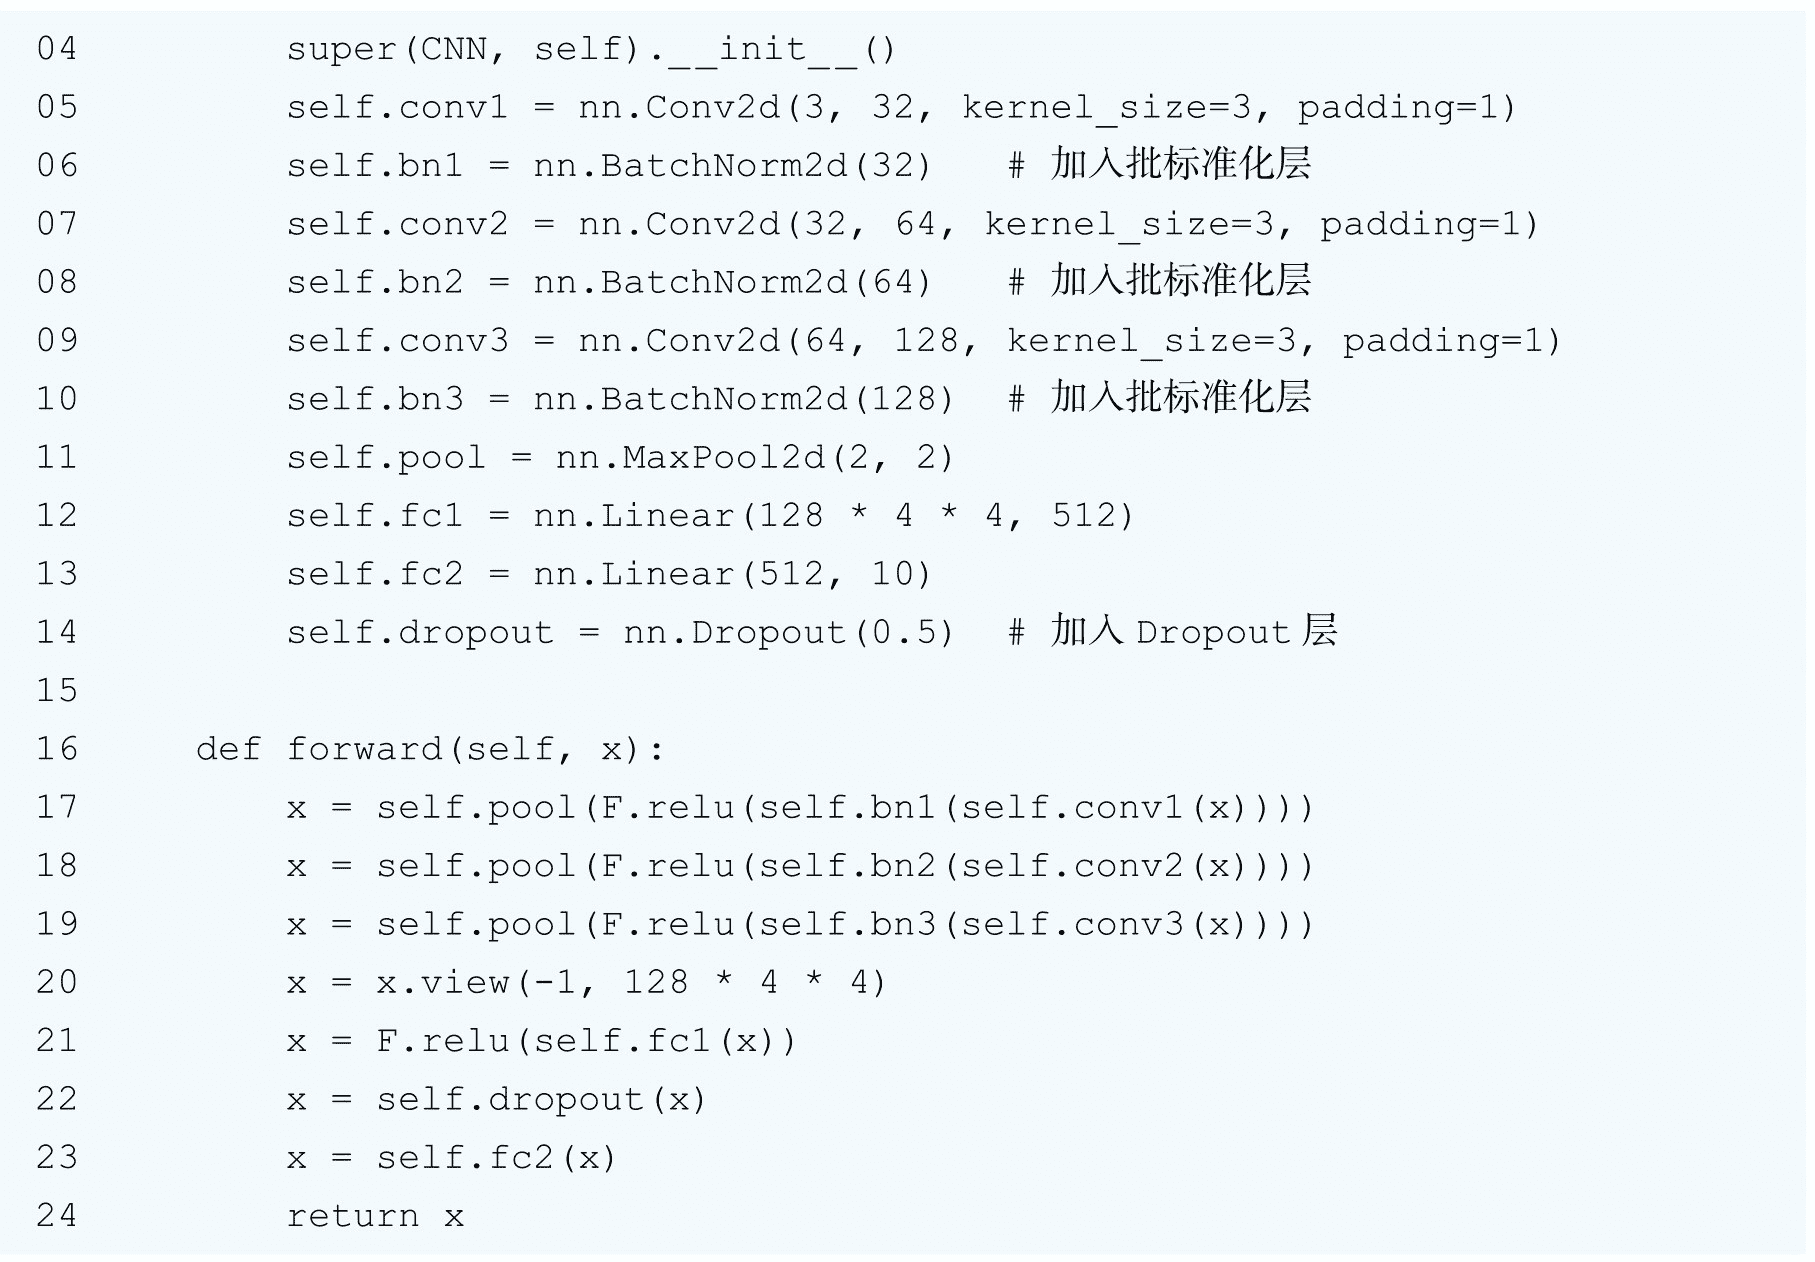 04         super(CNN, self).__init__()
05         self.conv1 = nn.Conv2d(3, 32, kernel_size=3, padding=1)
06         self.bn1 = nn.BatchNorm2d(32)   # 加入批标准化层
07         self.conv2 = nn.Conv2d(32, 64, kernel_size=3, padding=1)
08         self.bn2 = nn.BatchNorm2d(64)   # 加入批标准化层
09         self.conv3 = nn.Conv2d(64, 128, kernel_size=3, padding=1)
10         self.bn3 = nn.BatchNorm2d(128)  # 加入批标准化层
11         self.pool = nn.MaxPool2d(2, 2)
12         self.fc1 = nn.Linear(128 * 4 * 4, 512)
13         self.fc2 = nn.Linear(512, 10)
14         self.dropout = nn.Dropout(0.5)  # 加入 Dropout 层
15
16     def forward(self, x):
17         x = self.pool(F.relu(self.bn1(self.conv1(x))))
18         x = self.pool(F.relu(self.bn2(self.conv2(x))))
19         x = self.pool(F.relu(self.bn3(self.conv3(x))))
20         x = x.view(-1, 128 * 4 * 4)
21         x = F.relu(self.fc1(x))
22         x = self.dropout(x)
23         x = self.fc2(x)
24         return x